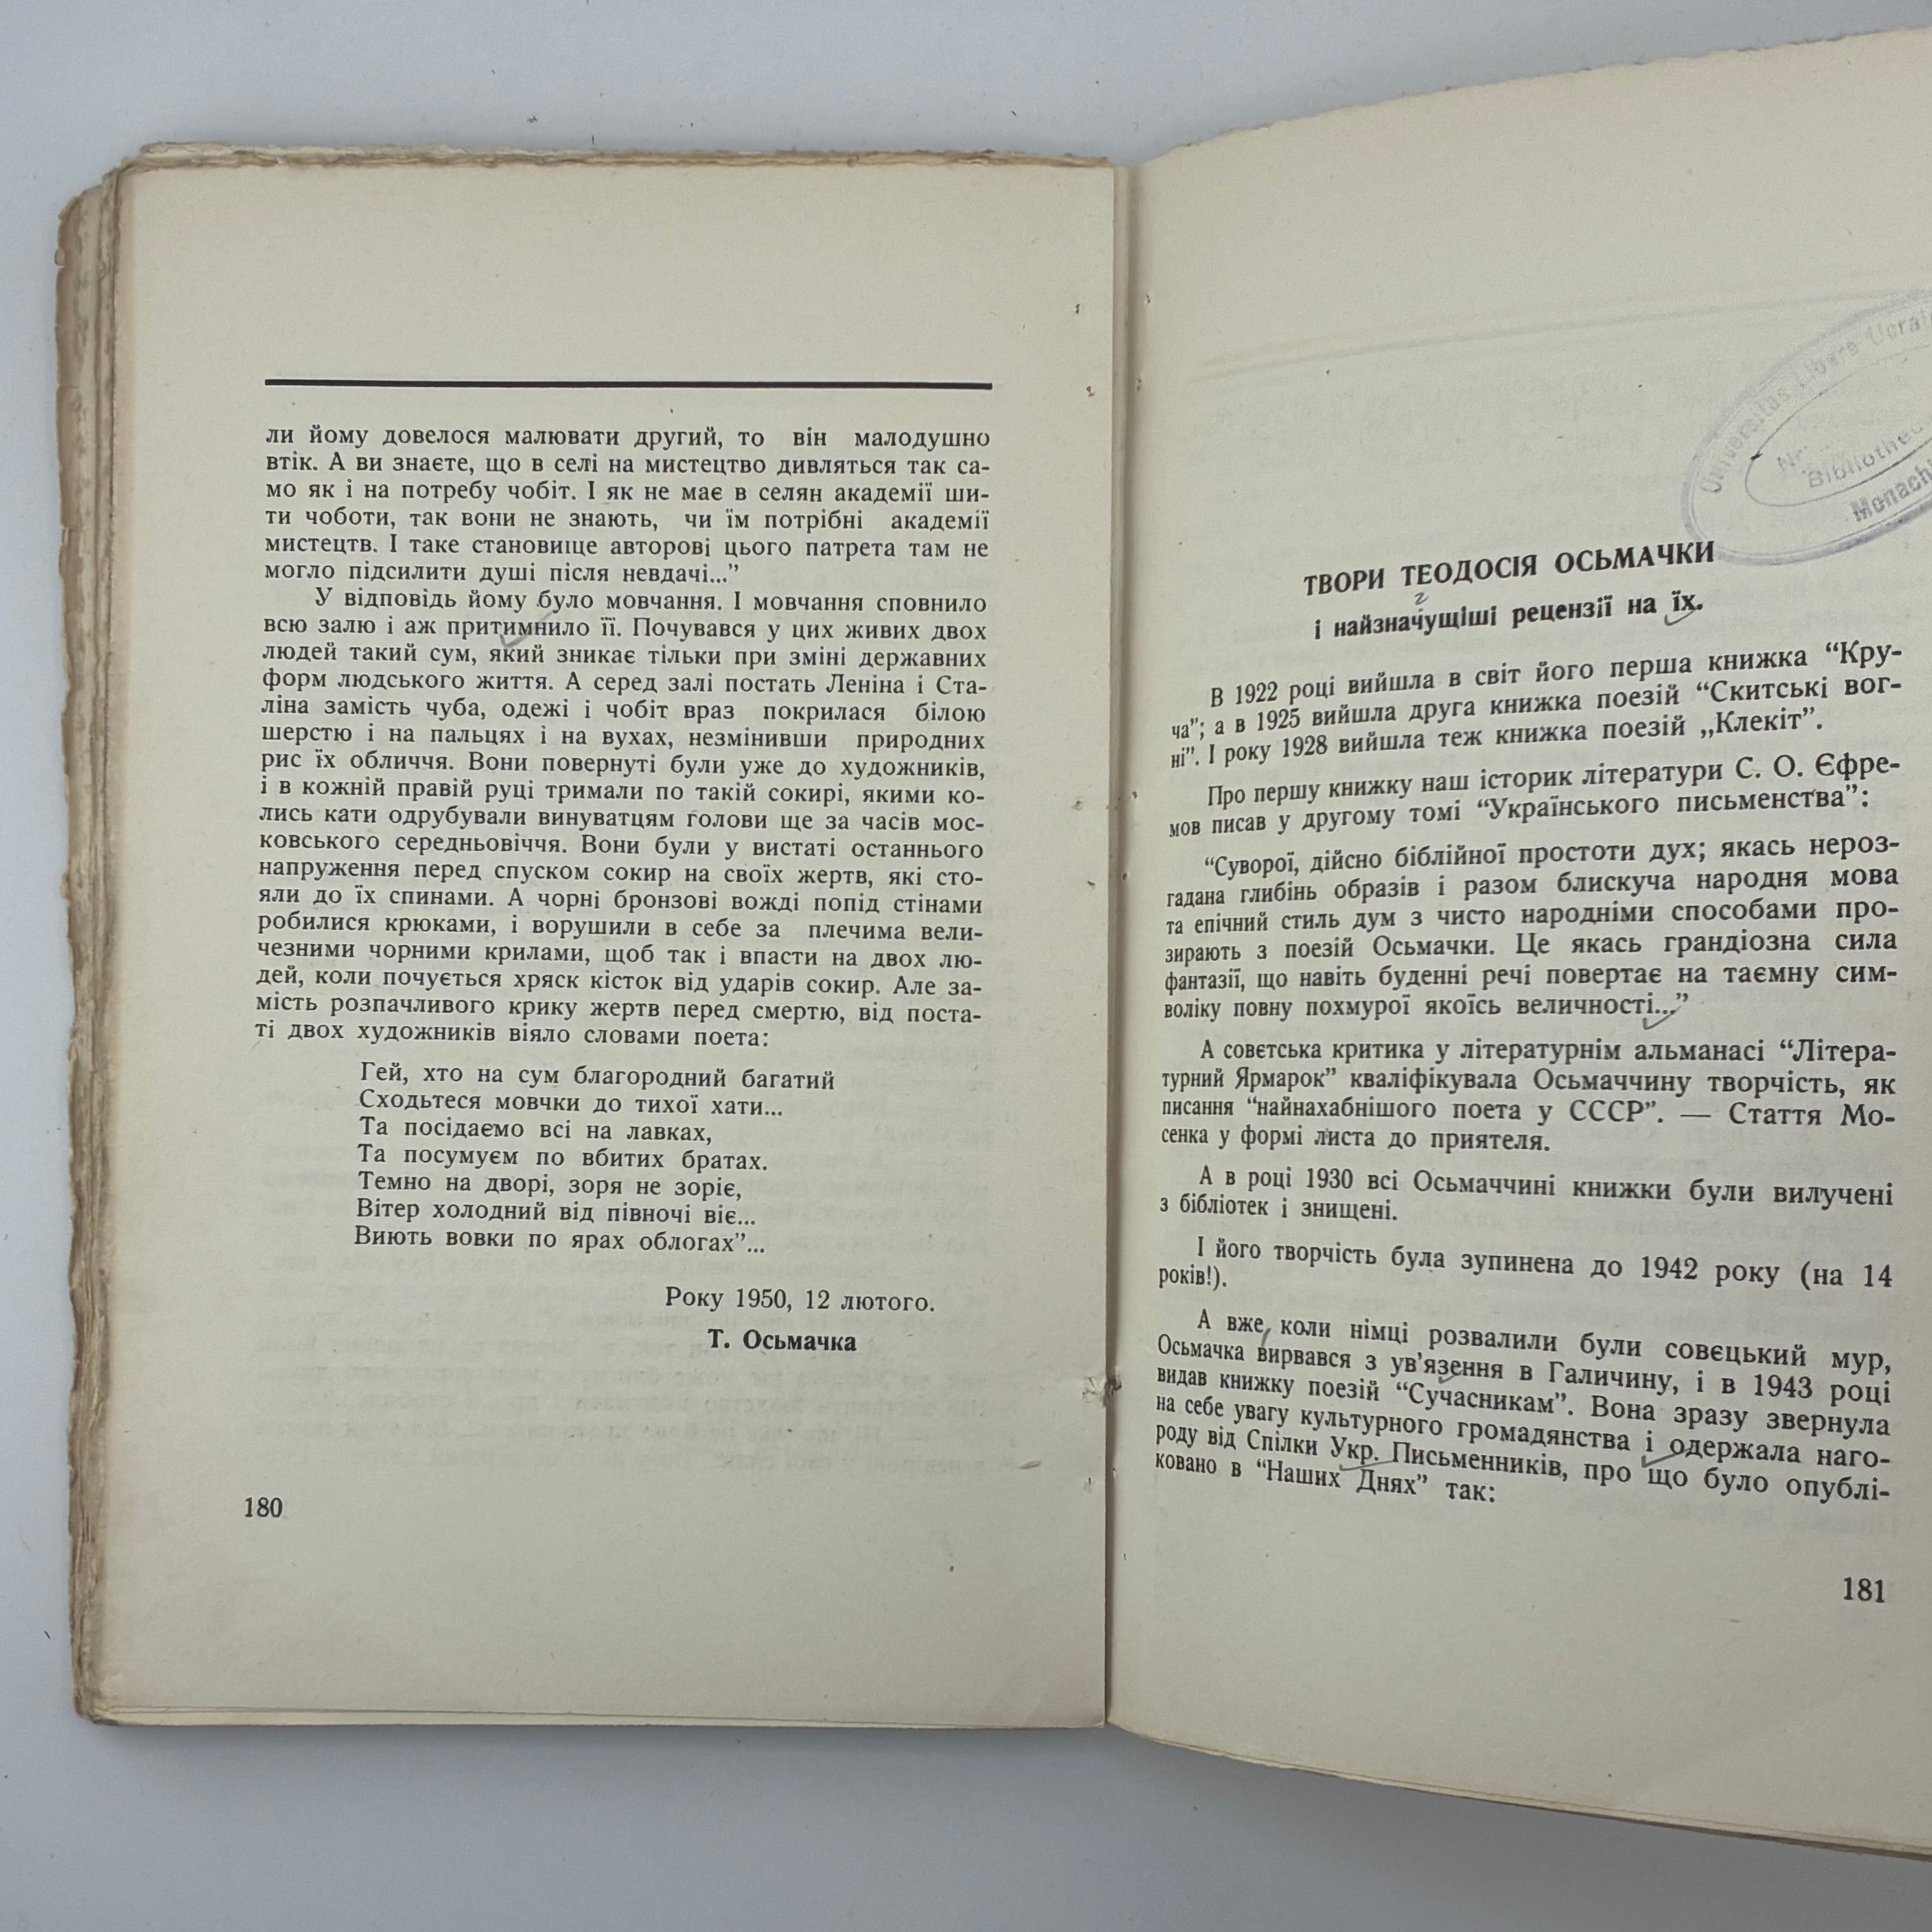 ли йому довелося малювати другий, то він малодушно
втік. А ви знаєте, що в селі на мистецтво дивляться так са-
мо як і на потребу чобіт. І як не має в селян академії ши-
ти чоботи, так вони не знають, чи їм потрібні академії
мистецтв. І таке становище авторові цього патрета там не
могло підсилити душі після невдачі...”
У відповідь йому було мовчання. І мовчання сповнило
всю залю і аж притимнило її. Почувався у цих живих двох
людей такий сум, який зникає тільки при зміні державних
форм людського життя. А серед залі постать Леніна і Ста-
ліна замість чуба, одежі і чобіт враз покрилася білою
шерстю і на пальцях і на вухах, незмінивши природних
рис їх обличчя. Вони повернуті були уже до художників,
і в кожній правій руці тримали по такій сокирі, якими ко-
лись кати одрубували винуватцям голови ще за часів мос-
ковського середньовіччя. Вони були у вистаті останнього
напруження перед спуском сокир на своїх жертв, які сто-
яли до їх спинами. А чорні бронзові вожді попід стінами
робилися крюками, і ворушили в себе за плечима вели-
чезними чорними крилами, щоб так і впасти на двох лю-
дей, коли почується хряск кісток від ударів сокир. Але за-
мість розпачливого крику жертв перед смертю, від поста-
ті двох художників віяло словами поета:
Гей, хто на сум благородний багатий
Сходьтеся мовчки до тихої хати...
Та посідаємо всі на лавках,
Та посумуєм по вбитих братах.
Темно на дворі, зоря не зоріє,
Вітер холодний від півночі віє...
Виють вовки по ярах облогах”...
Року 1950, 12 лютого.
Т. Осьмачка
180
Universitas Libera Ucrai
Nr.
Bibliothec
Monachi
ТВОРИ ТЕОДОСІЯ ОСЬМАЧКИ
і найзначущіші рецензії на їх.
В 1922 році вийшла в світ його перша книжка “Кру-
ча”; а в 1925 вийшла друга книжка поезій “Скитські вог-
ні”. І року 1928 вийшла теж книжка поезій „Клекіт”.
Про першу книжку наш історик літератури С. О. Єфре-
мов писав у другому томі “Українського письменства”:
“Суворої, дійсно біблійної простоти дух; якась нероз-
гадана глибінь образів і разом блискуча народня мова
та епічний стиль дум з чисто народніми способами про-
зирають з поезій Осьмачки. Це якась грандіозна сила
фантазії, що навіть буденні речі повертає на таємну сим-
воліку повну похмурої якоїсь величності...”
А совєтська критика у літературнім альманасі “Літера-
турний Ярмарок” кваліфікувала Осьмаччину творчість, як
писання “найнахабнішого поета у СССР”. — Стаття Мо-
сенка у формі листа до приятеля.
А в році 1930 всі Осьмаччині книжки були вилучені
з бібліотек і знищені.
І його творчість була зупинена до 1942 року (на 14
років!).
А вже, коли німці розвалили були совєцький мур,
Осьмачка вирвався з ув’язення в Галичину, і в 1943 році
видав книжку поезій “Сучасникам”. Вона зразу звернула
на себе увагу культурного громадянства і одержала наго-
роду від Спілки Укр. Письменників, про що було опублі-
ковано в “Наших Днях” так:
181